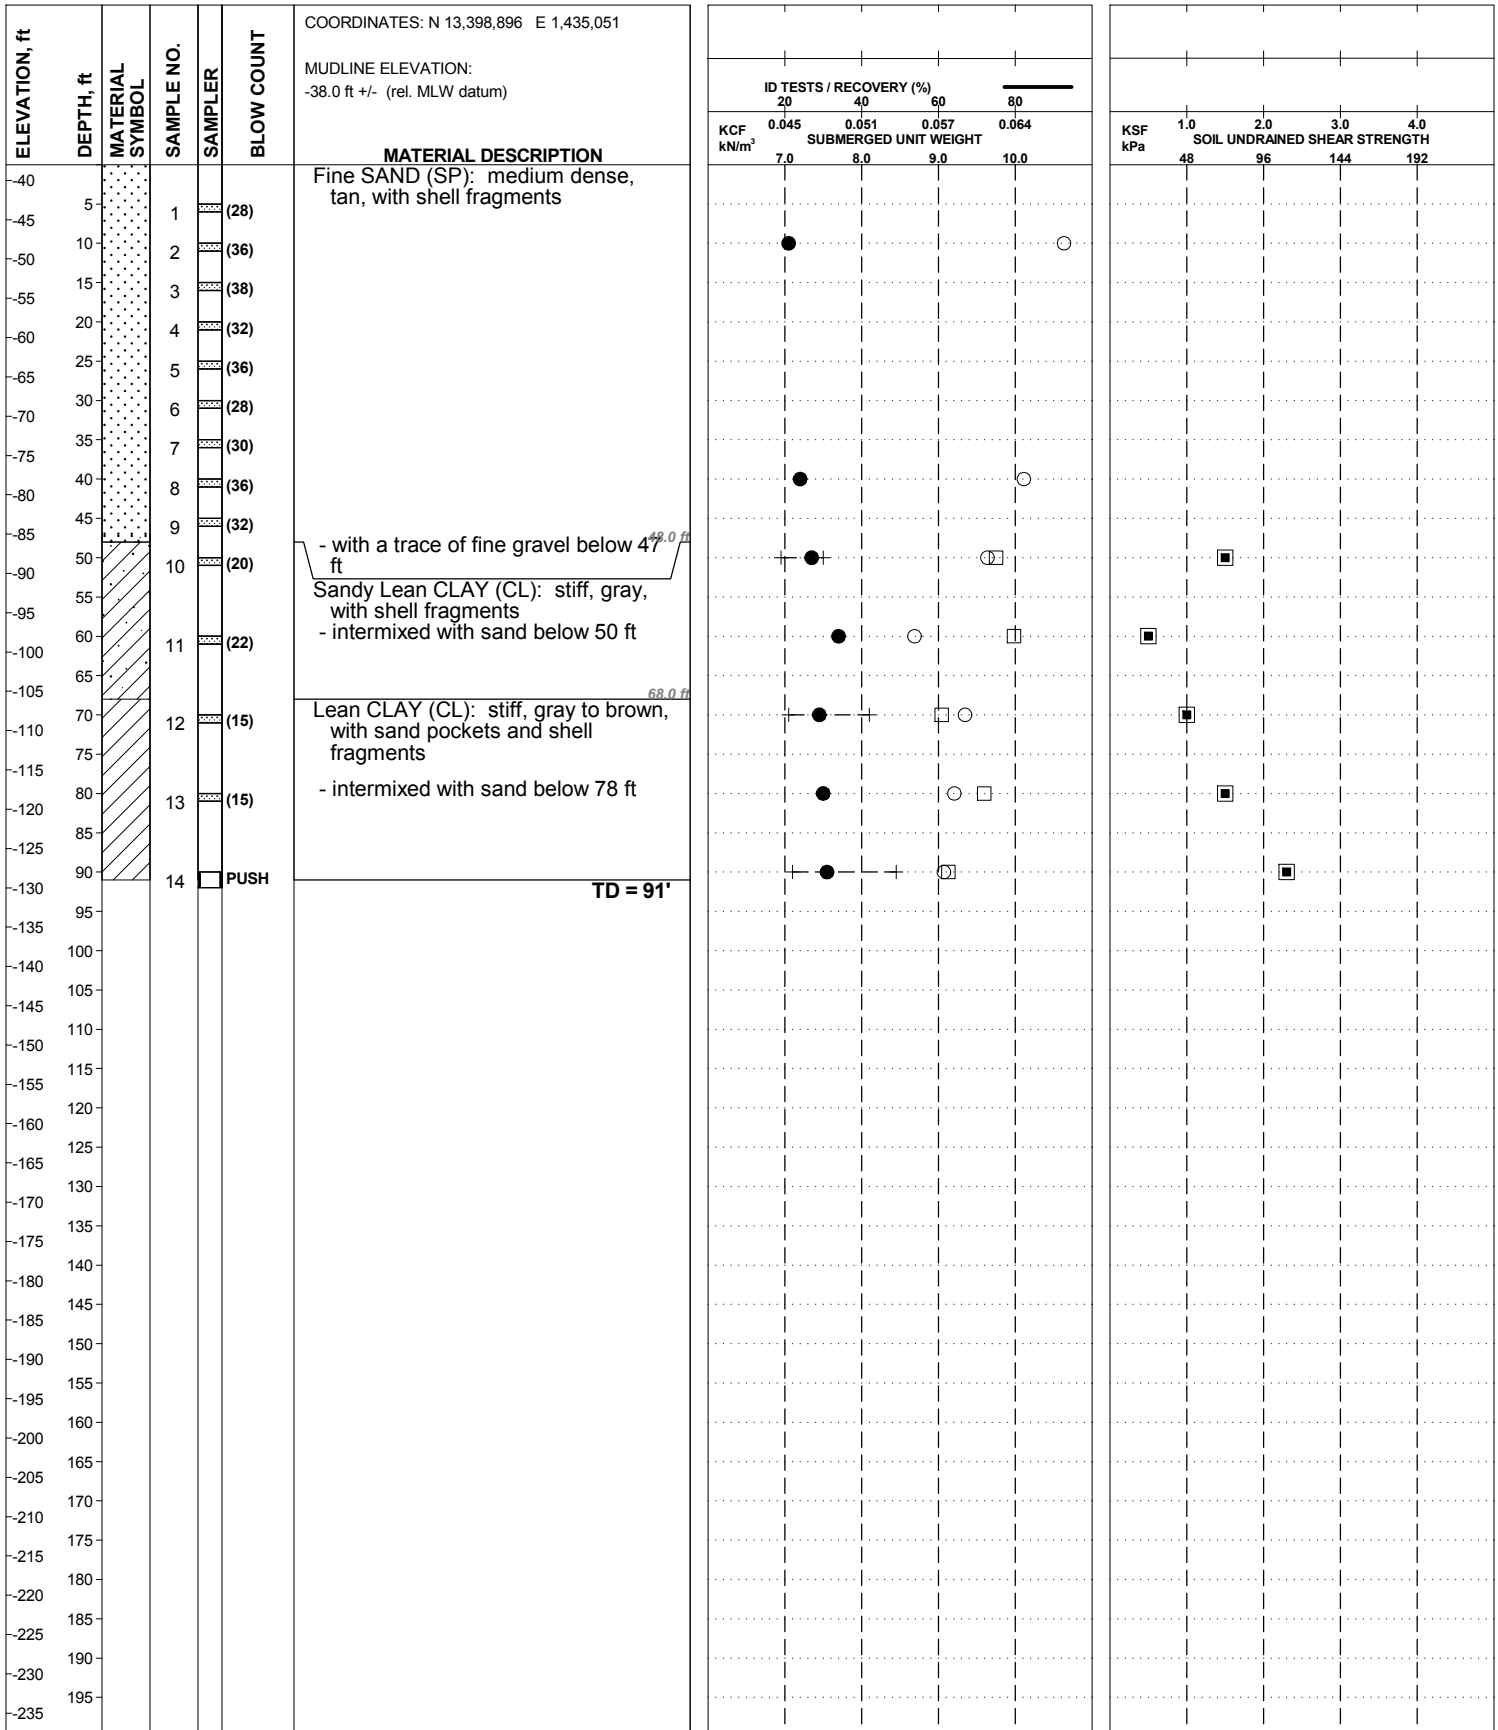 COORDINATES: N 13,398,896 E 1,435,051
MUDLINE ELEVATION:
-38.0 ft +/- (rel. MLW datum)
ELEVATION, ft
DEPTH, ft
MATERIAL
SYMBOL
SAMPLE NO.
SAMPLER
BLOW COUNT
MATERIAL DESCRIPTION
ID TESTS / RECOVERY (%)
20 40 60 80
KCF 0.045 0.051 0.057 0.064
SUBMERGED UNIT WEIGHT
kN/m³
7.0 8.0 9.0 10.0
KSF 1.0 2.0 3.0 4.0
SOIL UNDRAINED SHEAR STRENGTH
kPa
48 96 144 192
Fine SAND (SP): medium dense,
tan, with shell fragments
-40
5
1 (28)
-45
10
2 (36)
-50
15
3 (38)
-55
20
4 (32)
-60
25
5 (36)
-65
30
6 (28)
-70
35
7 (30)
-75
40
8 (36)
-80
45
9 (32)
-85
48.0 ft
- with a trace of fine gravel below 47
ft
50
10 (20)
-90
Sandy Lean CLAY (CL): stiff, gray,
with shell fragments
- intermixed with sand below 50 ft
55
-95
60
11 (22)
-100
65
-105
68.0 ft
Lean CLAY (CL): stiff, gray to brown,
with sand pockets and shell
fragments
70
12 (15)
-110
75
-115
- intermixed with sand below 78 ft
80
13 (15)
-120
85
-125
90
14 PUSH
-130
TD = 91'
95
-135
100
-140
105
-145
110
-150
115
-155
120
-160
125
-165
130
-170
135
-175
140
-180
145
-185
150
-190
155
-195
160
-200
165
-205
170
-210
175
-215
180
-220
185
-225
190
-230
195
-235